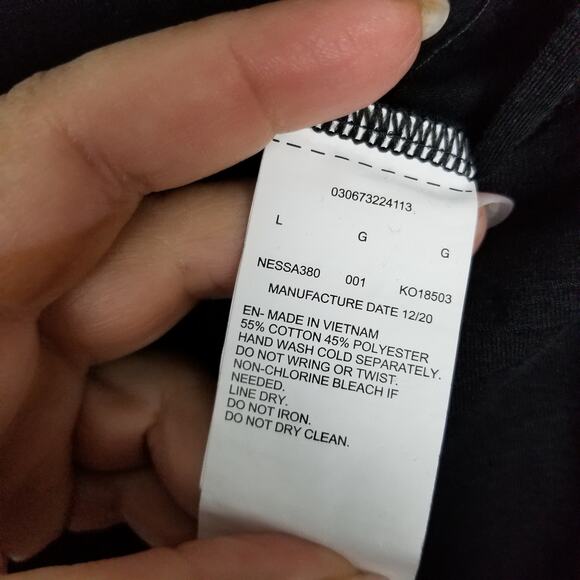 030673224113
L G G
NESSA380 001 KO18503
MANUFACTURE DATE 12/20
EN- MADE IN VIETNAM
55% COTTON 45% POLYESTER
HAND WASH COLD SEPARATELY.
DO NOT WRING OR TWIST.
NON-CHLORINE BLEACH IF
NEEDED.
LINE DRY.
DO NOT IRON.
DO NOT DRY CLEAN.